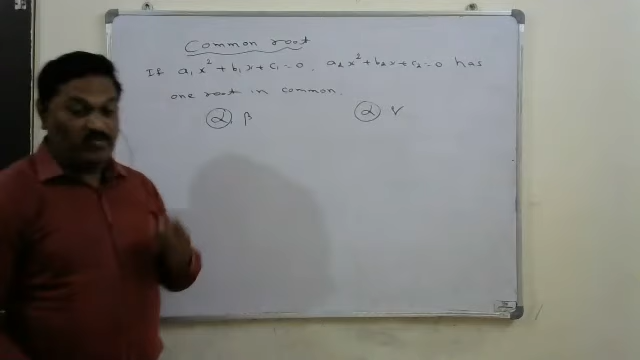 Common root
If a₁x² + b₁x + c₁ = 0, a₂x² + b₂x + c₂ = 0 has
one root in common.
α β α γ